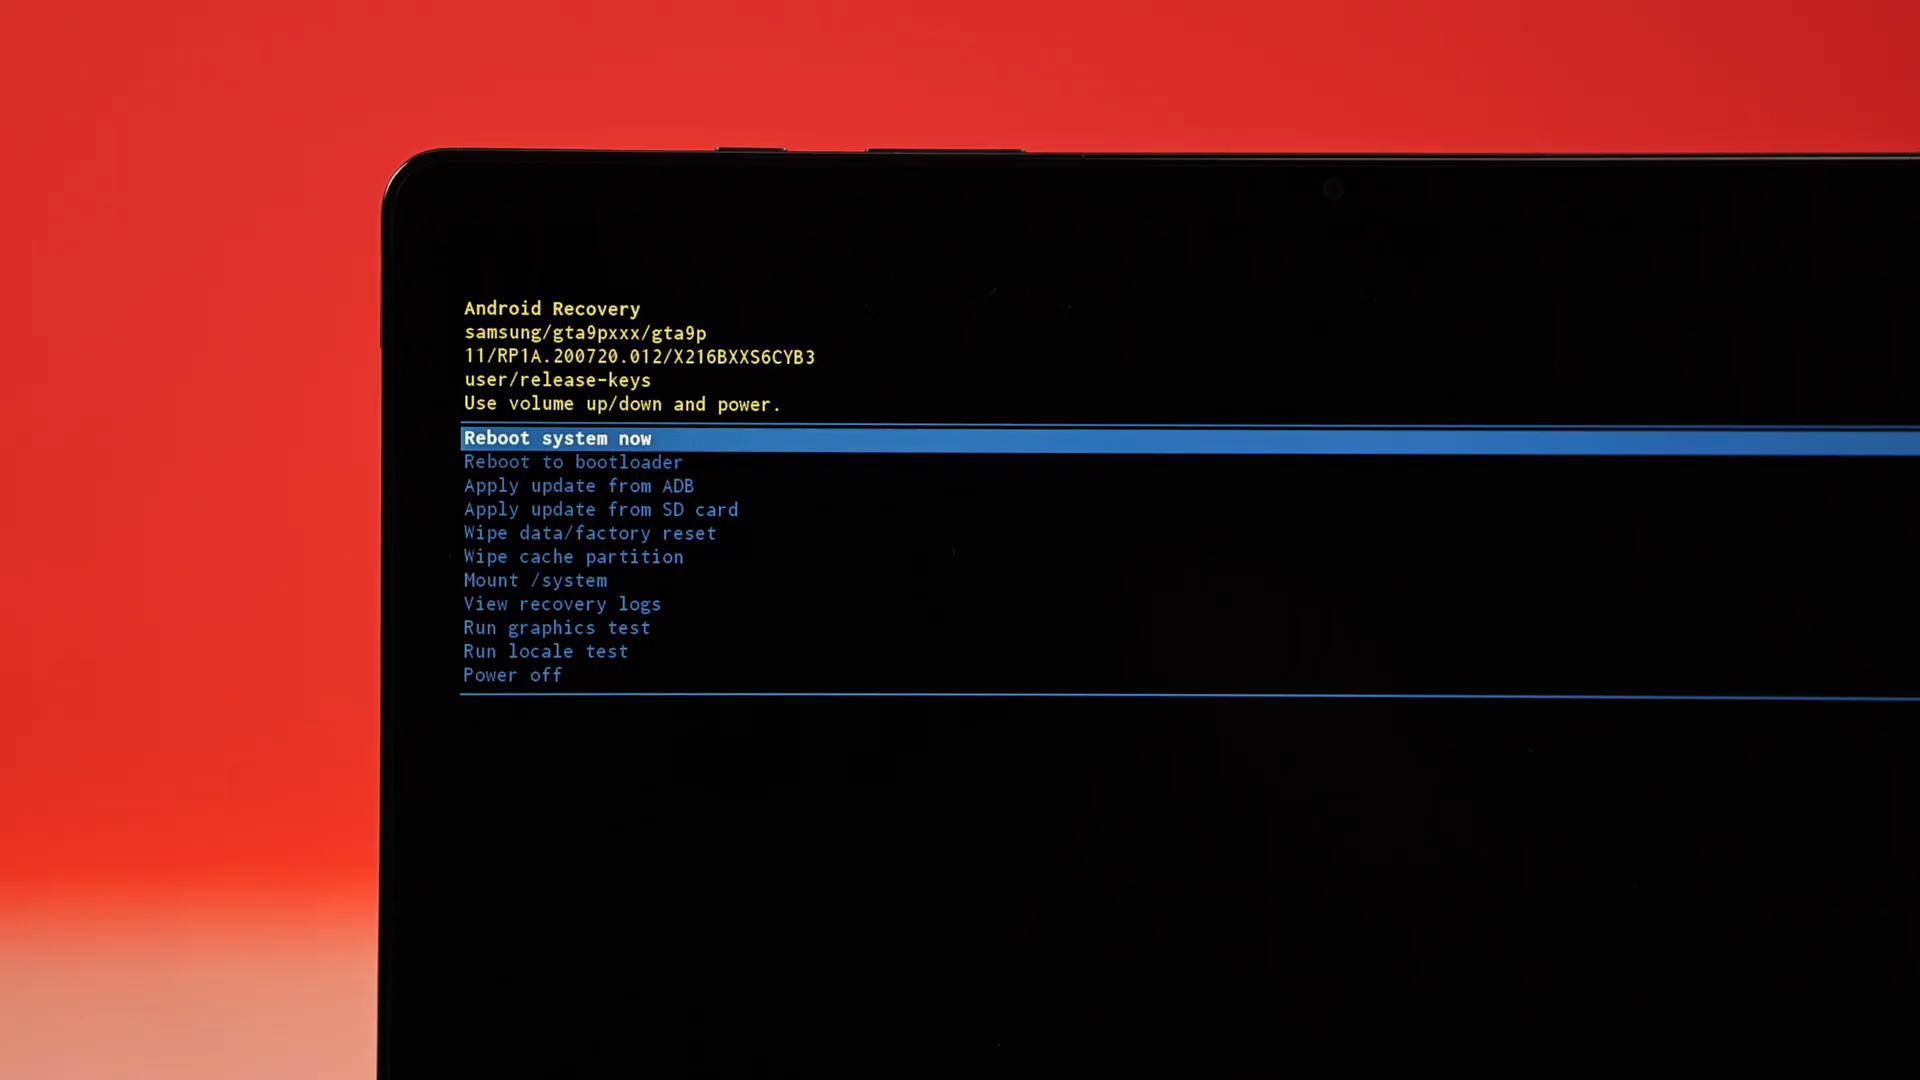 Android Recovery
samsung/gta9pxxx/gta9p
11/RP1A.200720.012/X216BXXS6CYB3
user/release-keys
Use volume up/down and power.
Reboot system now
Reboot to bootloader
Apply update from ADB
Apply update from SD card
Wipe data/factory reset
Wipe cache partition
Mount /system
View recovery logs
Run graphics test
Run locale test
Power off